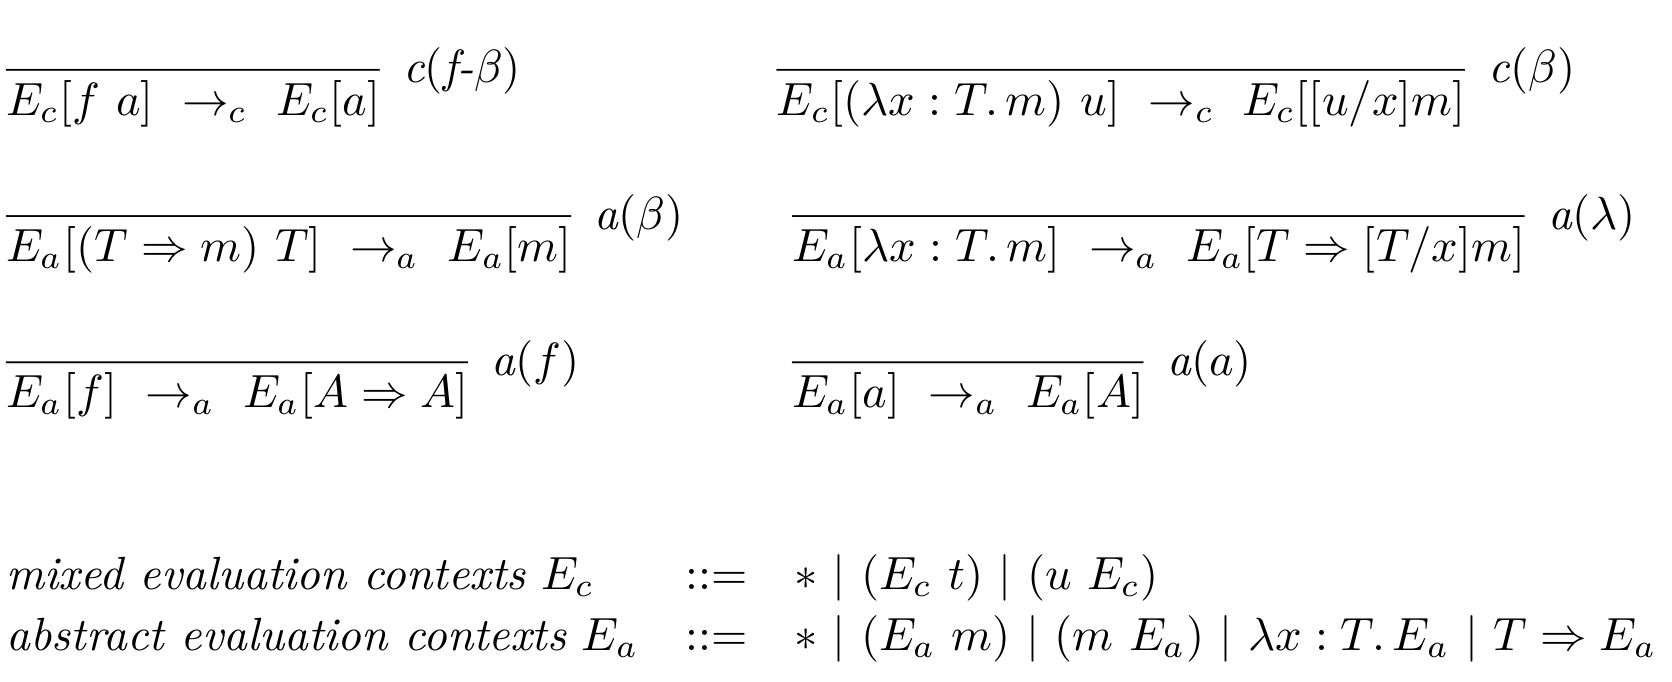 E_c[f a] →_c E_c[a] c(f-β) E_c[(λx : T. m) u] →_c E_c[[u/x]m] c(β)
E_a[(T ⇒ m) T] →_a E_a[m] a(β) E_a[λx : T. m] →_a E_a[T ⇒ [T/x]m] a(λ)
E_a[f] →_a E_a[A ⇒ A] a(f) E_a[a] →_a E_a[A] a(a)
mixed evaluation contexts E_c ::= ∗ | (E_c t) | (u E_c)
abstract evaluation contexts E_a ::= ∗ | (E_a m) | (m E_a) | λx : T. E_a | T ⇒ E_a